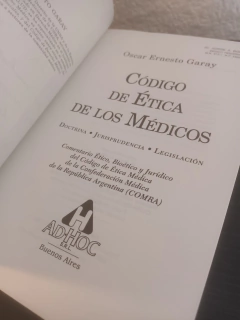 Oscar Ernesto Garay
CÓDIGO
DE ÉTICA
DE LOS MÉDICOS
DOCTRINA • JURISPRUDENCIA • LEGISLACIÓN
Comentario Ético, Bioético y Jurídico
del Código de Ética Médica
de la Confederación Médica
de la República Argentina (COMRA)
AD-HOC
S.R.L.
Buenos Aires